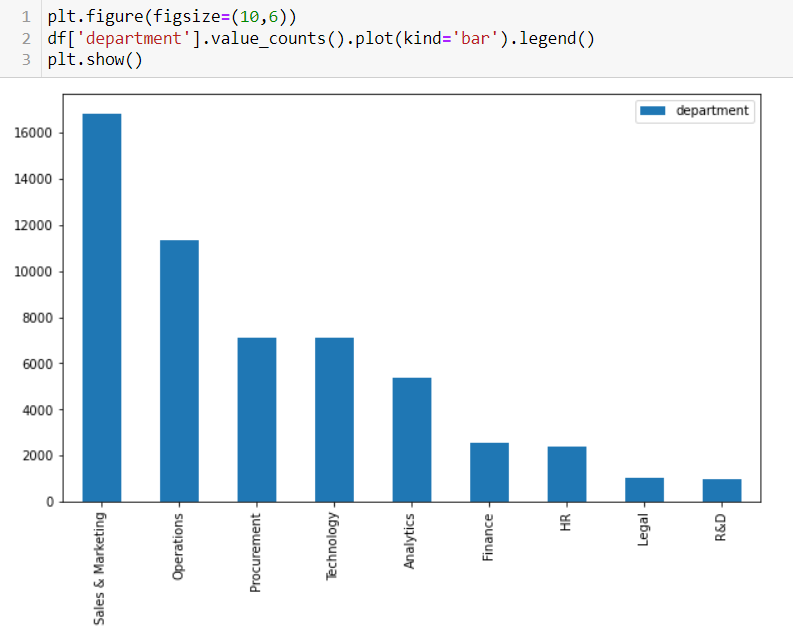 1 plt.figure(figsize=(10,6))
2 df['department'].value_counts().plot(kind='bar').legend()
3 plt.show()
department
16000
14000
12000
10000
8000
6000
4000
2000
0
Sales & Marketing
Operations
Procurement
Technology
Analytics
Finance
HR
Legal
R&D